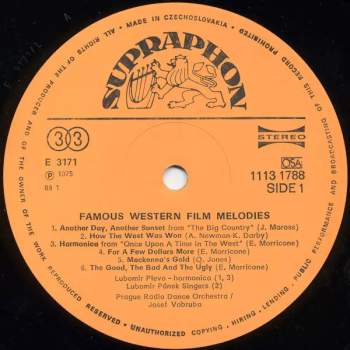 • MADE IN CZECHOSLOVAKIA •
ALL RIGHTS OF THE PRODUCER AND OF THE OWNER OF THE WORK REPRODUCED RESERVED • UNAUTHORIZED COPYING, HIRING, LENDING, PUBLIC PERFORMANCE AND BROADCASTING OF THIS RECORD PROHIBITED
SUPRAPHON
33
STEREO
E 3171
OSA
℗ 1975
1113 1788
SIDE 1
FAMOUS WESTERN FILM MELODIES
1. Another Day, Another Sunset from "The Big Country" (J. Moross)
2. How The West Was Won (A. Newman-K. Darby)
3. Harmonica from "Once Upon A Time In The West" (E. Morricone)
4. For A Few Dollars More (E. Morricone)
5. Mackenna's Gold (Q. Jones)
6. The Good, The Bad And The Ugly (E. Morricone)
Lubomír Pleva - harmonica (1, 3)
Lubomír Pánek Singers (2)
Prague Radio Dance Orchestra /
Josef Vobruba